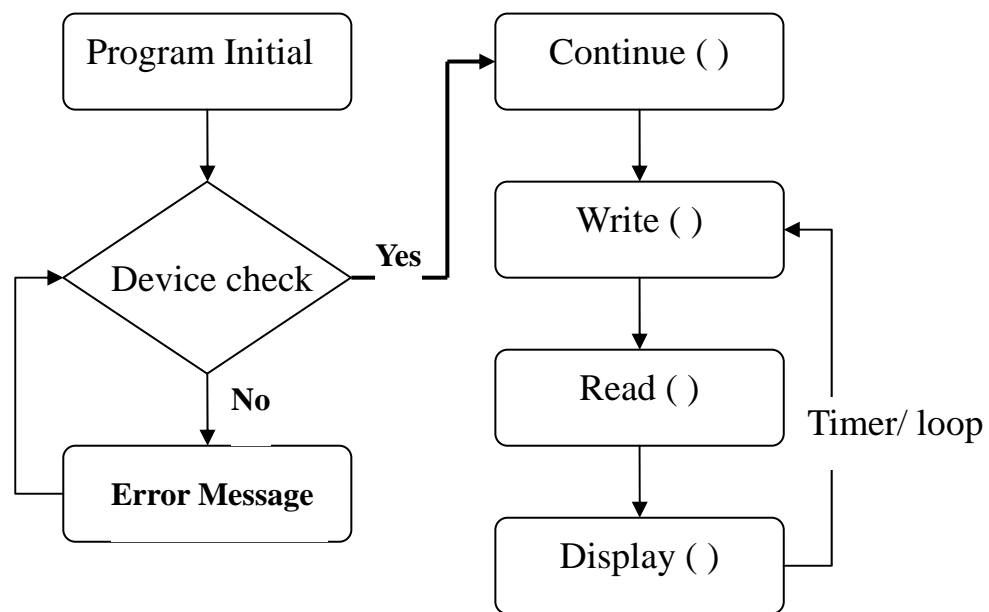 Program Initial
Device check
Yes
No
Error Message
Continue ( )
Write ( )
Read ( )
Display ( )
Timer/ loop